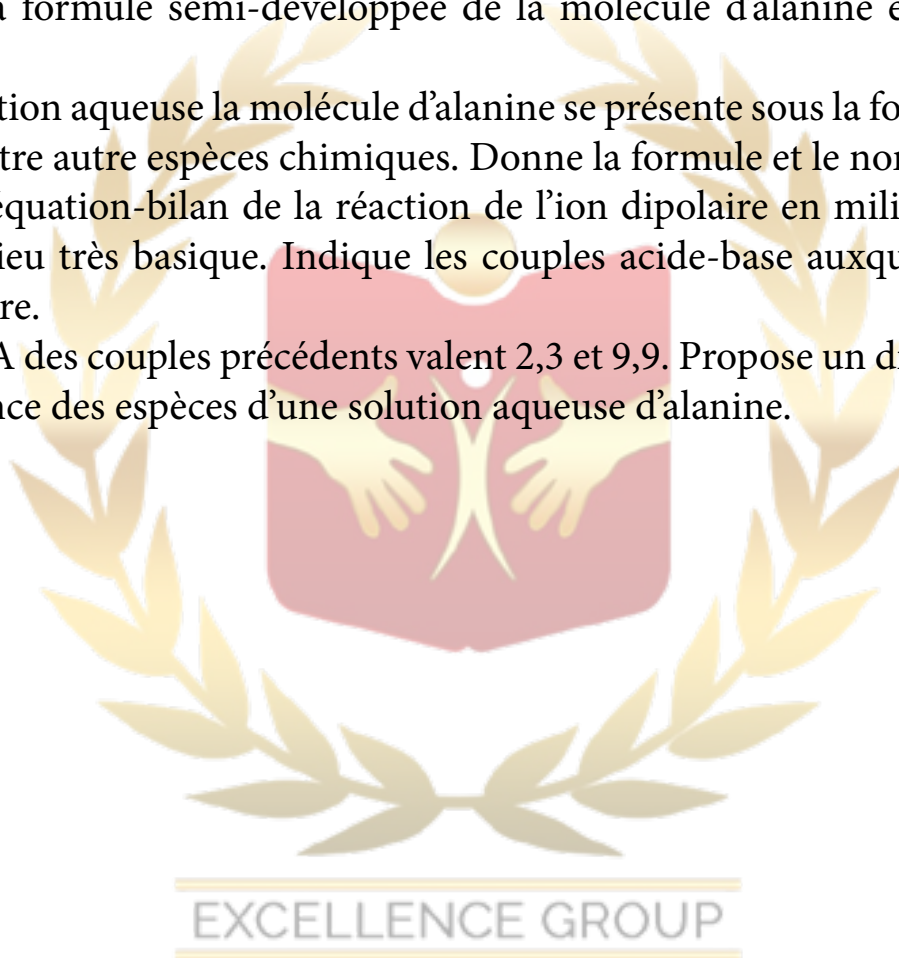 a formule semi-développée de la molécule d'alanine e
tion aqueuse la molécule d'alanine se présente sous la fo
tre autre espèces chimiques. Donne la formule et le no
équation-bilan de la réaction de l'ion dipolaire en mili
ieu très basique. Indique les couples acide-base auxqu
re.
A des couples précédents valent 2,3 et 9,9. Propose un di
nce des espèces d'une solution aqueuse d'alanine.
EXCELLENCE GROUP